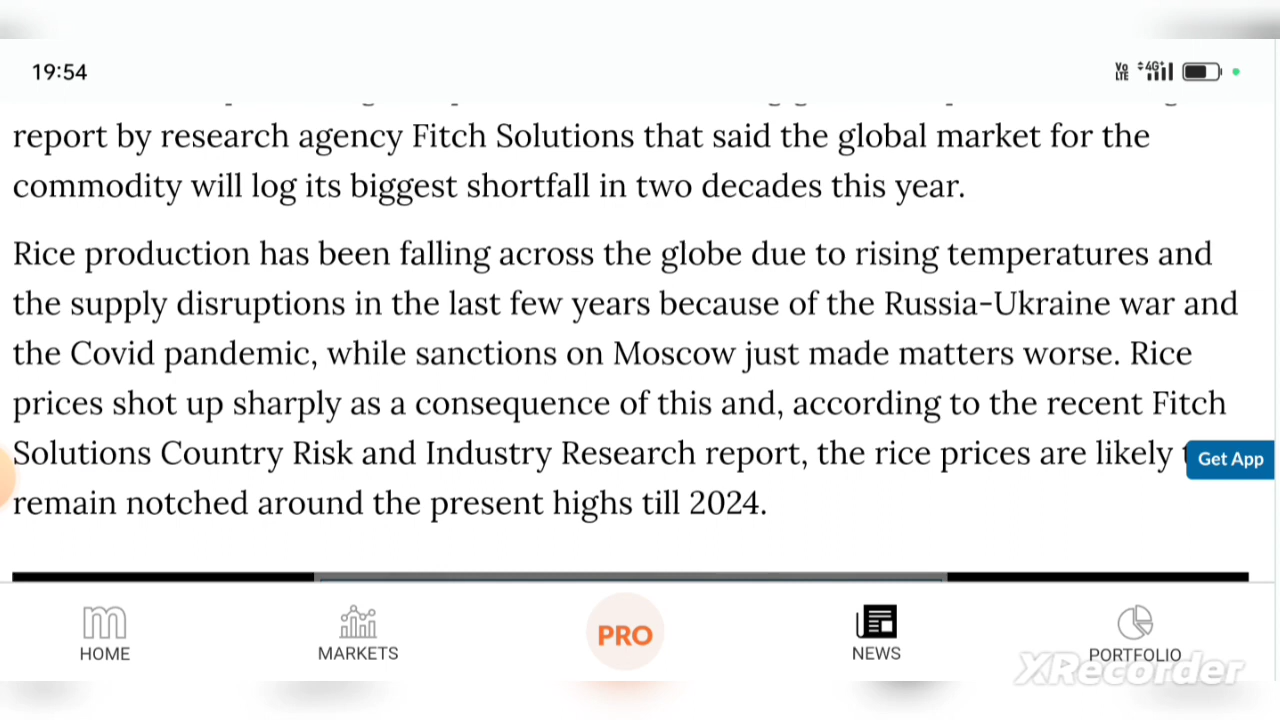 19:54
Vo LTE 4G+
report by research agency Fitch Solutions that said the global market for the
commodity will log its biggest shortfall in two decades this year.
Rice production has been falling across the globe due to rising temperatures and
the supply disruptions in the last few years because of the Russia-Ukraine war and
the Covid pandemic, while sanctions on Moscow just made matters worse. Rice
prices shot up sharply as a consequence of this and, according to the recent Fitch
Solutions Country Risk and Industry Research report, the rice prices are likely
Get App
remain notched around the present highs till 2024.
m
PRO
HOME
MARKETS
NEWS
PORTFOLIO
XRecorder